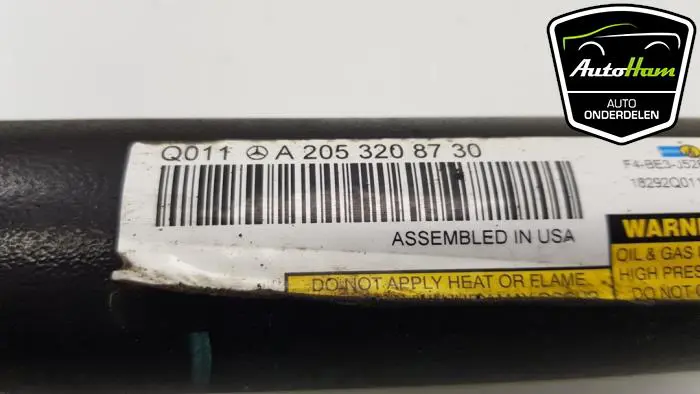 AutoHam
AUTO
ONDERDELEN
Q011 A 205 320 87 30
ASSEMBLED IN USA
18292Q011
OIL & GAS
HIGH PRES
DO NOT
DO NOT APPLY HEAT OR FLAME